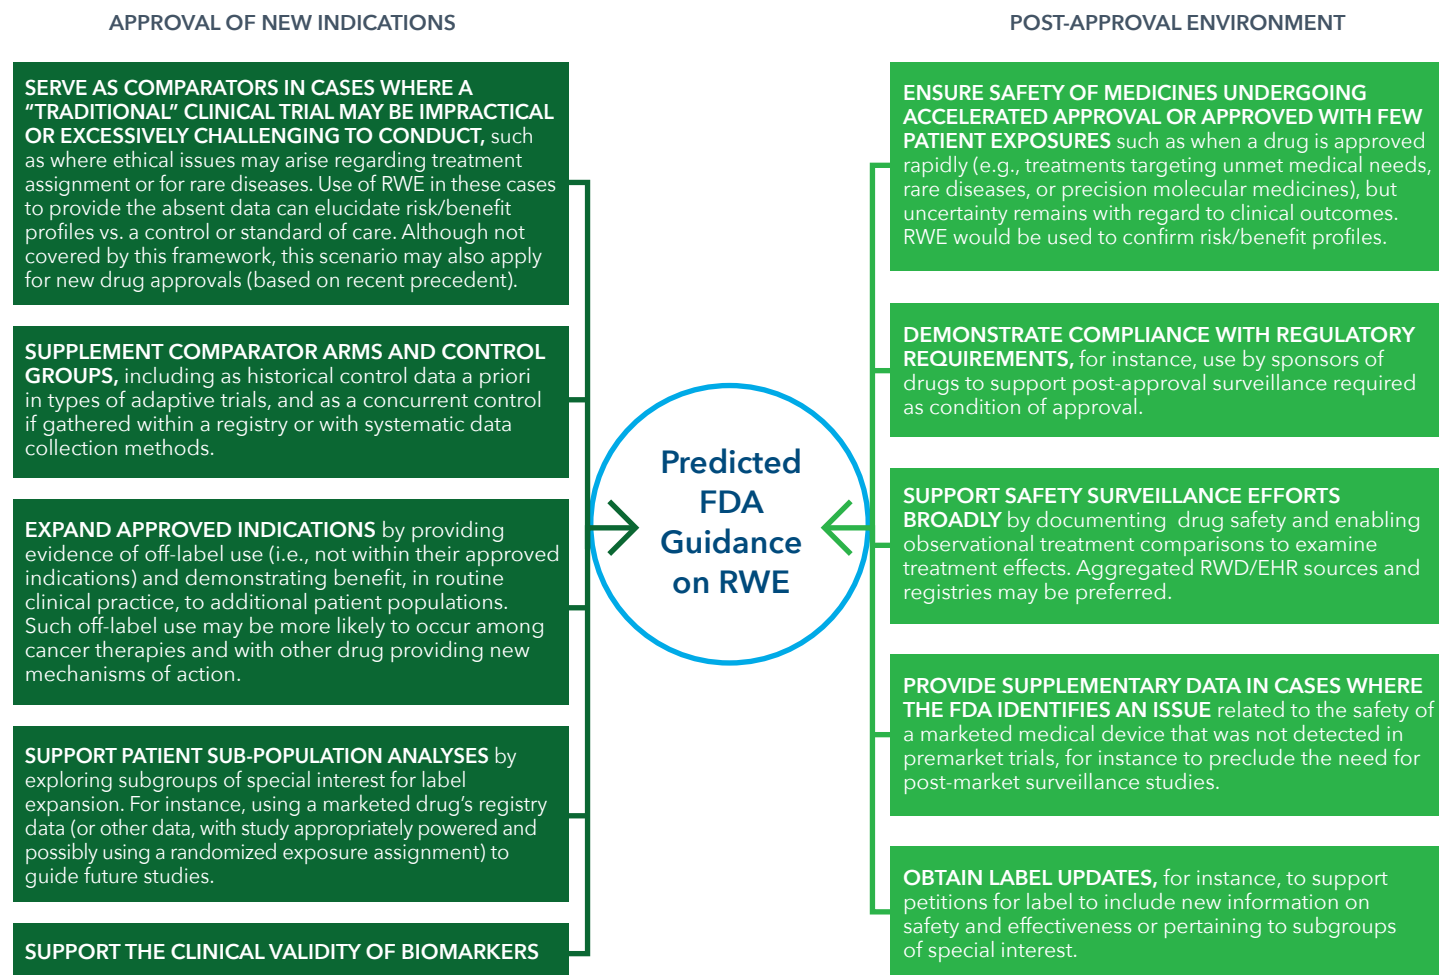 APPROVAL OF NEW INDICATIONS
SERVE AS COMPARATORS IN CASES WHERE A
“TRADITIONAL” CLINICAL TRIAL MAY BE IMPRACTICAL
OR EXCESSIVELY CHALLENGING TO CONDUCT, such
as where ethical issues may arise regarding treatment
assignment or for rare diseases. Use of RWE in these cases
to provide the absent data can elucidate risk/benefit
profiles vs. a control or standard of care. Although not
covered by this framework, this scenario may also apply
for new drug approvals (based on recent precedent).
SUPPLEMENT COMPARATOR ARMS AND CONTROL
GROUPS, including as historical control data a priori
in types of adaptive trials, and as a concurrent control
if gathered within a registry or with systematic data
collection methods.
EXPAND APPROVED INDICATIONS by providing
evidence of off-label use (i.e., not within their approved
indications) and demonstrating benefit, in routine
clinical practice, to additional patient populations.
Such off-label use may be more likely to occur among
cancer therapies and with other drug providing new
mechanisms of action.
SUPPORT PATIENT SUB-POPULATION ANALYSES by
exploring subgroups of special interest for label
expansion. For instance, using a marketed drug’s registry
data (or other data, with study appropriately powered and
possibly using a randomized exposure assignment) to
guide future studies.
SUPPORT THE CLINICAL VALIDITY OF BIOMARKERS
Predicted
FDA
Guidance
on RWE
POST-APPROVAL ENVIRONMENT
ENSURE SAFETY OF MEDICINES UNDERGOING
ACCELERATED APPROVAL OR APPROVED WITH FEW
PATIENT EXPOSURES such as when a drug is approved
rapidly (e.g., treatments targeting unmet medical needs,
rare diseases, or precision molecular medicines), but
uncertainty remains with regard to clinical outcomes.
RWE would be used to confirm risk/benefit profiles.
DEMONSTRATE COMPLIANCE WITH REGULATORY
REQUIREMENTS, for instance, use by sponsors of
drugs to support post-approval surveillance required
as condition of approval.
SUPPORT SAFETY SURVEILLANCE EFFORTS
BROADLY by documenting drug safety and enabling
observational treatment comparisons to examine
treatment effects. Aggregated RWD/EHR sources and
registries may be preferred.
PROVIDE SUPPLEMENTARY DATA IN CASES WHERE
THE FDA IDENTIFIES AN ISSUE related to the safety of
a marketed medical device that was not detected in
premarket trials, for instance to preclude the need for
post-market surveillance studies.
OBTAIN LABEL UPDATES, for instance, to support
petitions for label to include new information on
safety and effectiveness or pertaining to subgroups
of special interest.